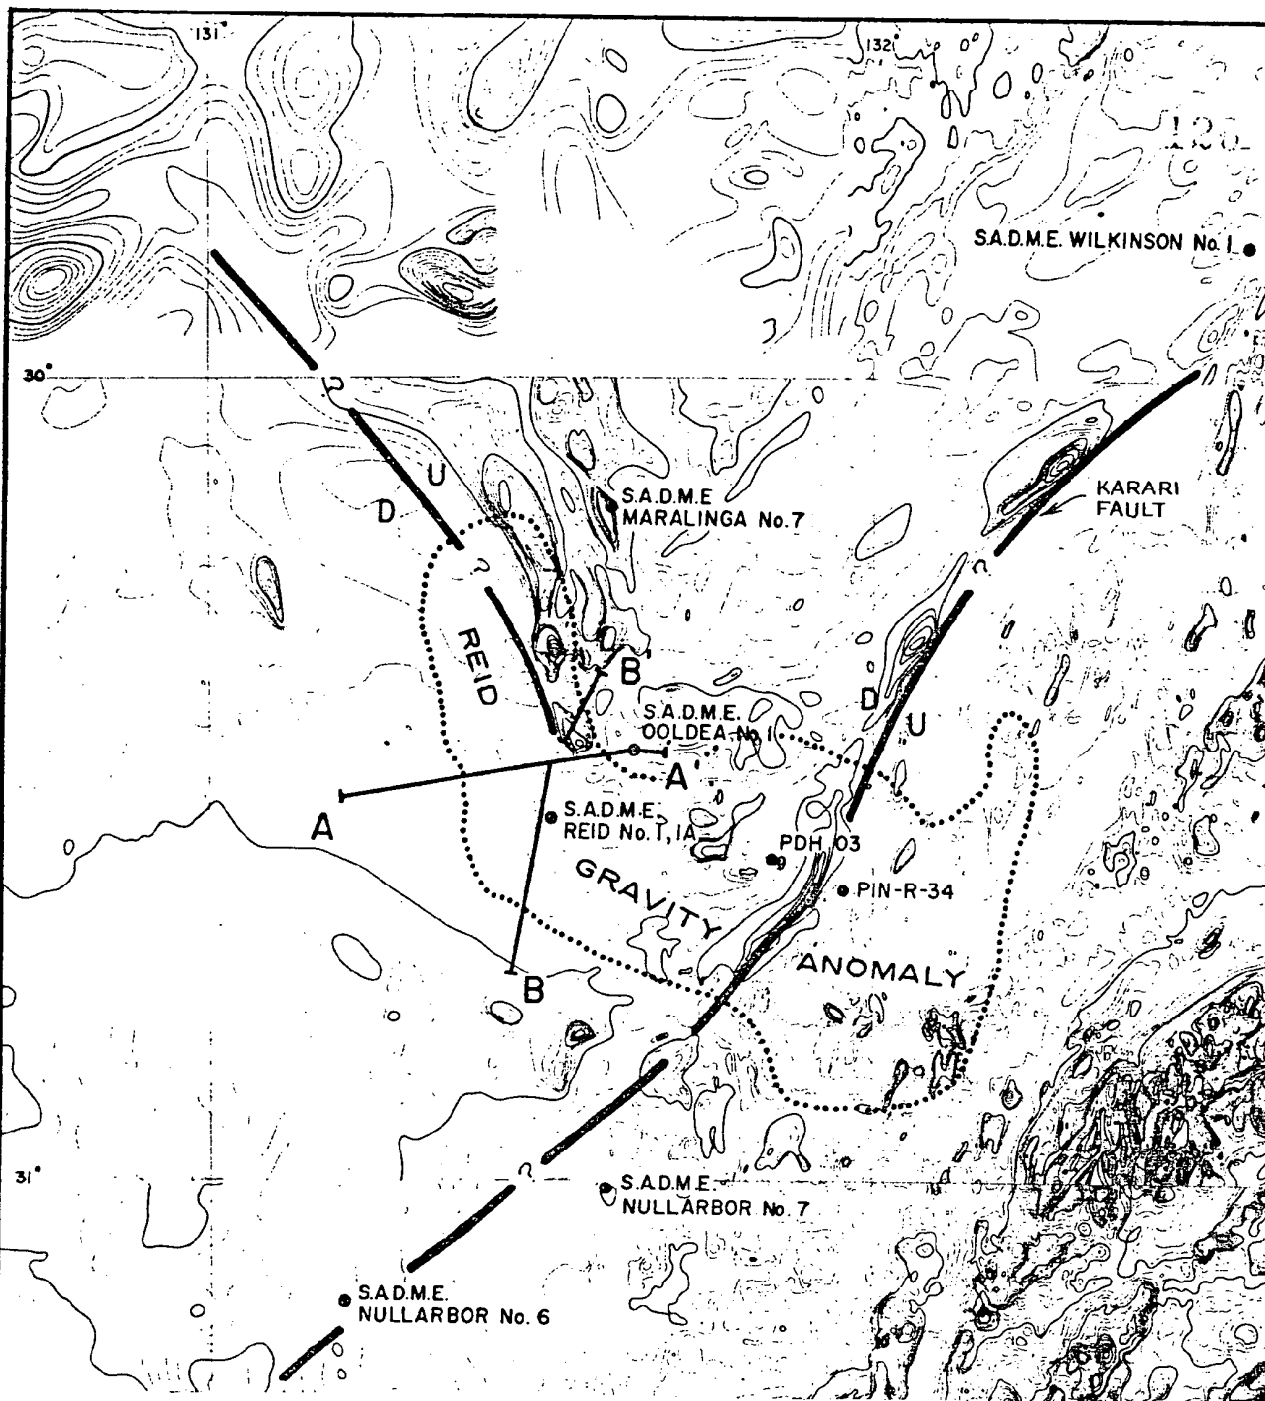 131°
132°
S.A.D.M.E. WILKINSON No. 1
30°
?
U
D
S.A.D.M.E
MARALINGA No. 7
KARARI
FAULT
?
?
REID
B'
S.A.D.M.E.
OOLDEA No. 1
D
U
A'
A
S.A.D.M.E.
REID No. 1, 1A
PDH 03
PIN-R-34
GRAVITY
ANOMALY
B
31°
?
S.A.D.M.E.
NULLARBOR No. 7
S.A.D.M.E.
NULLARBOR No. 6